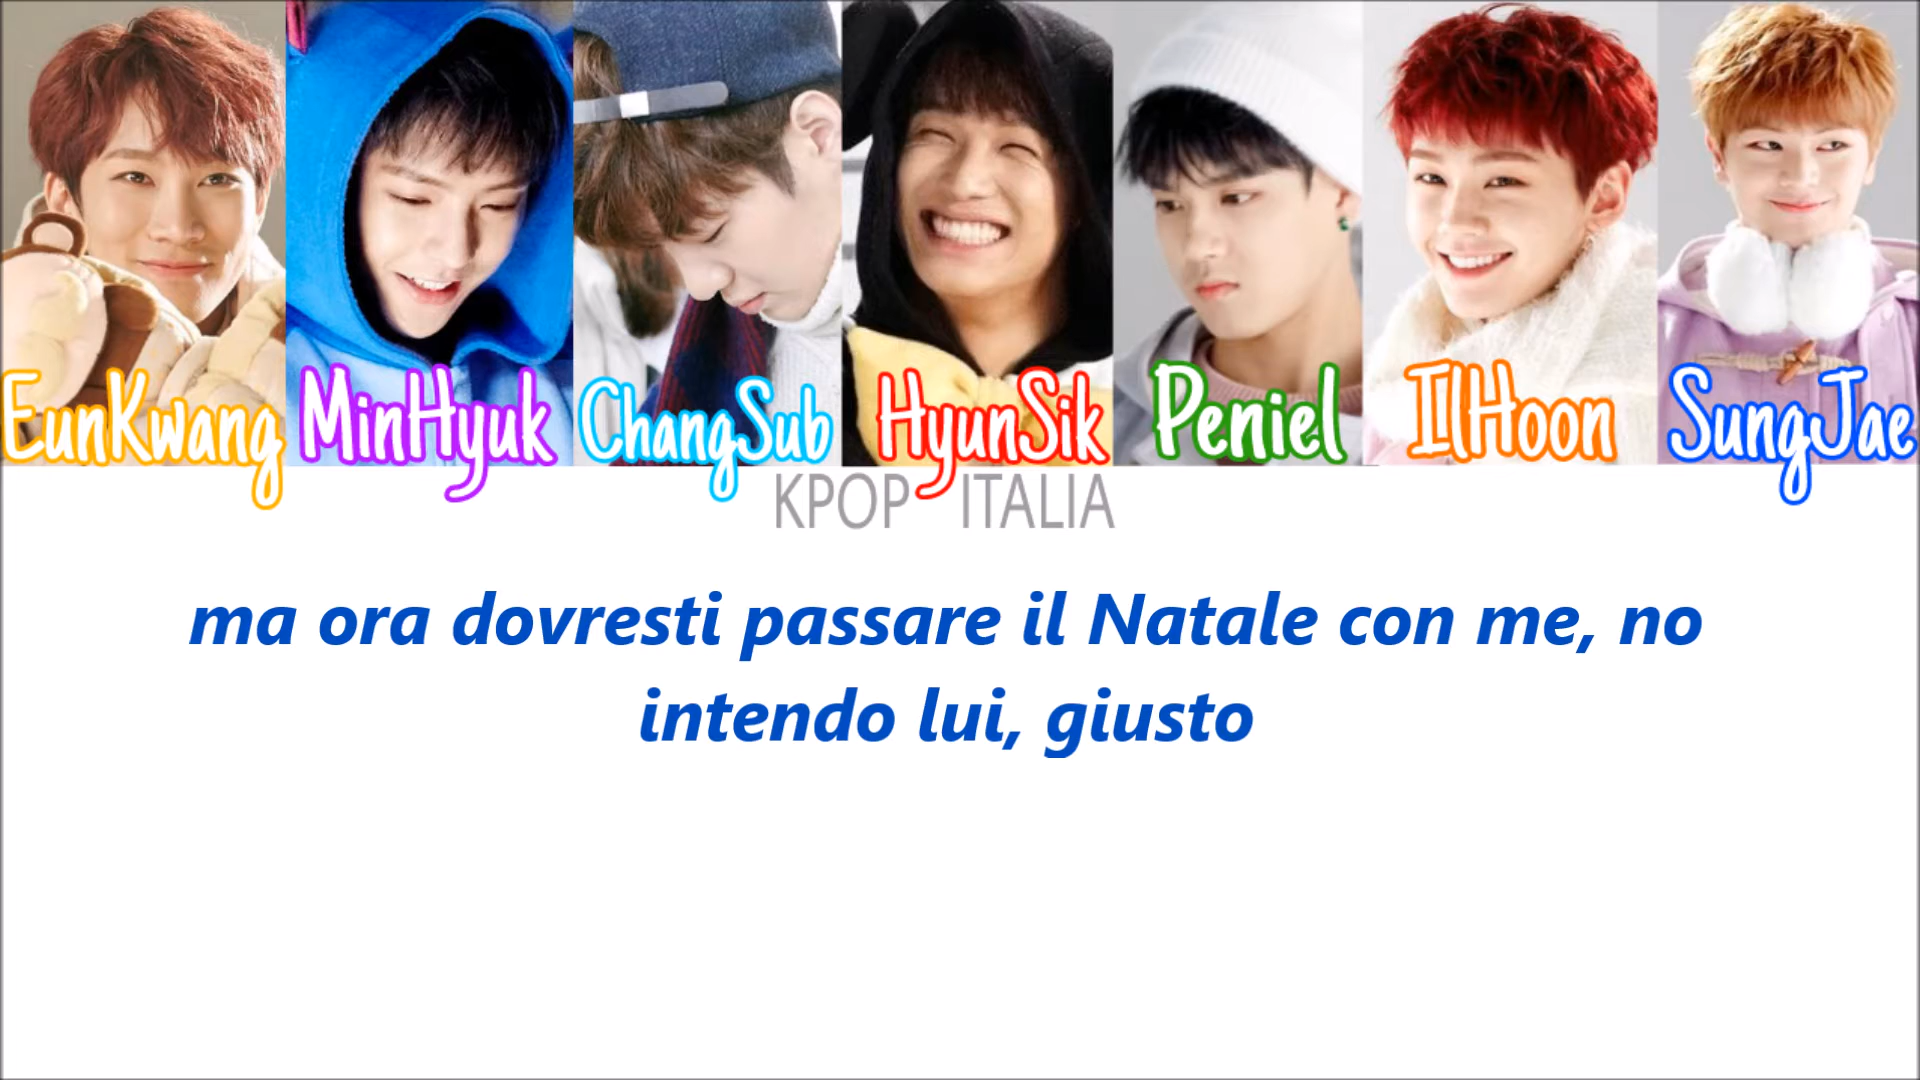 EunKwang MinHyuk ChangSub HyunSik Peniel IlHoon SungJae
KPOP ITALIA
ma ora dovresti passare il Natale con me, no
intendo lui, giusto